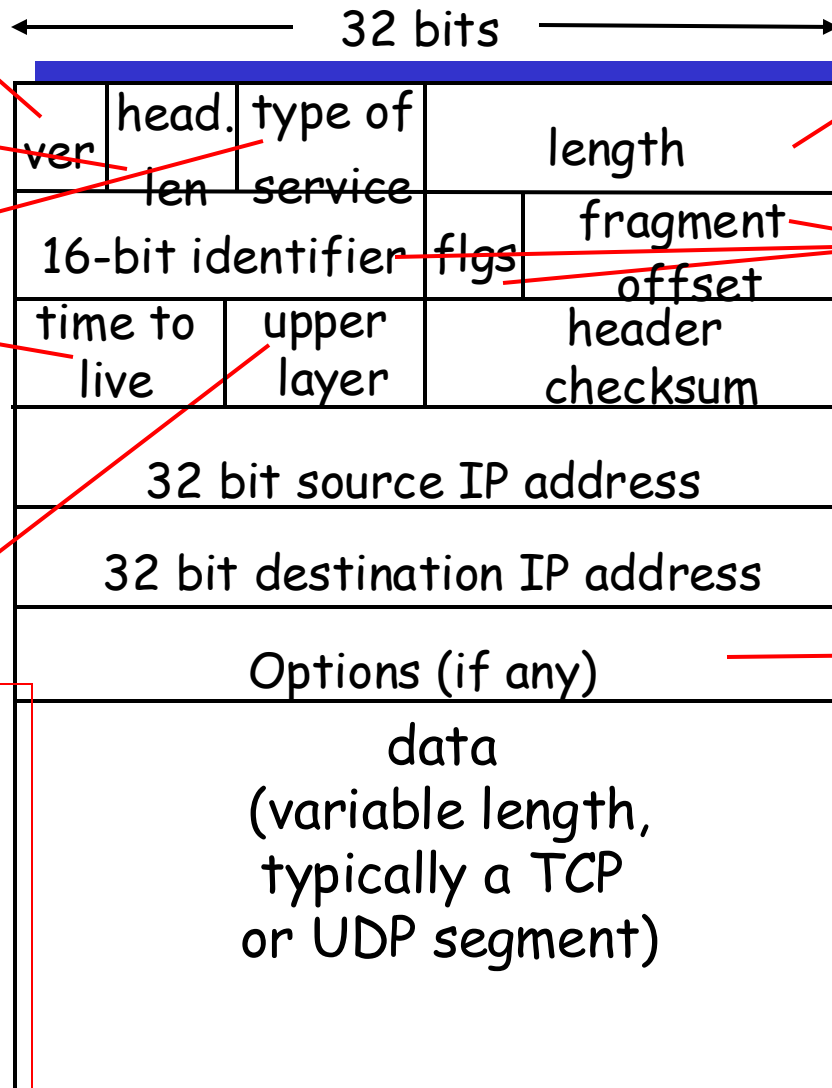 32 bits
ver
head.
len
type of
service
length
16-bit identifier
flgs
fragment
offset
time to
live
upper
layer
header
checksum
32 bit source IP address
32 bit destination IP address
Options (if any)
data
(variable length,
typically a TCP
or UDP segment)